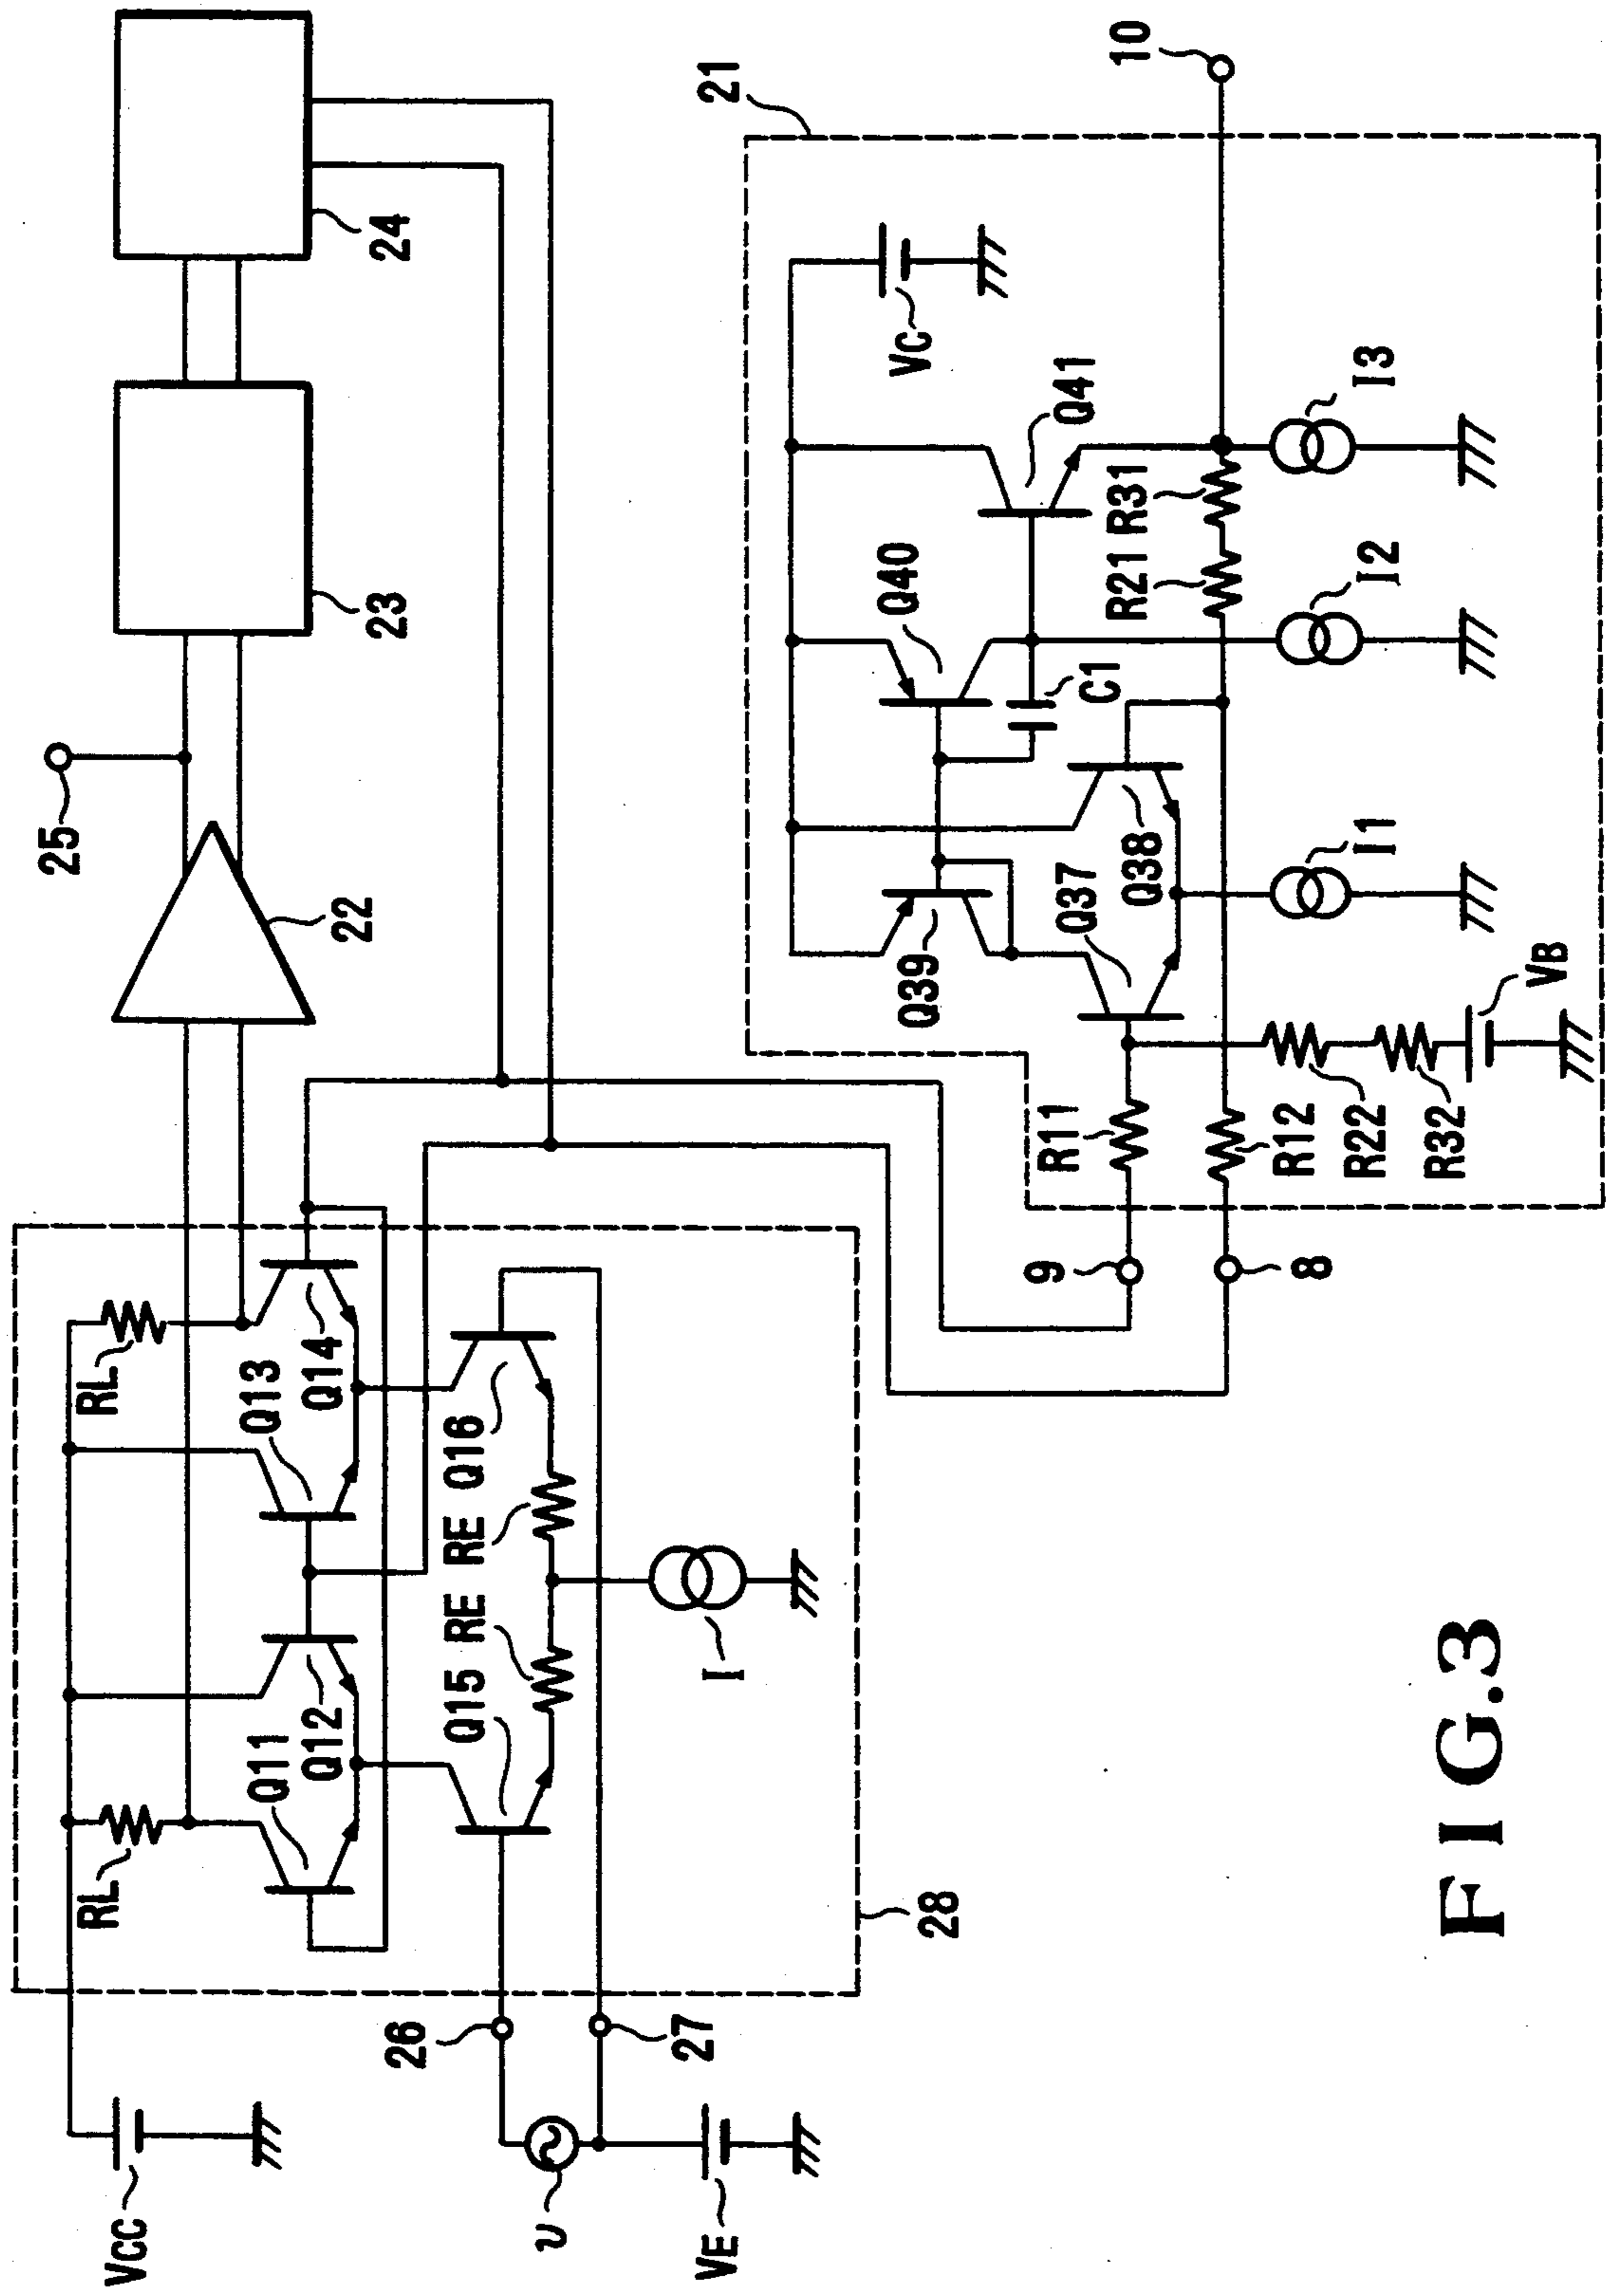 VCC
RL
RL
25
22
23
24
Q11
Q12
Q13
Q14
26
Q15
RE
RE
Q16
υ
27
VE
I
28
9
8
21
R11
R12
R22
R32
VB
Q39
Q37
Q38
I1
Q40
C1
R21
R31
I2
Q41
I3
VC
10
FIG.3